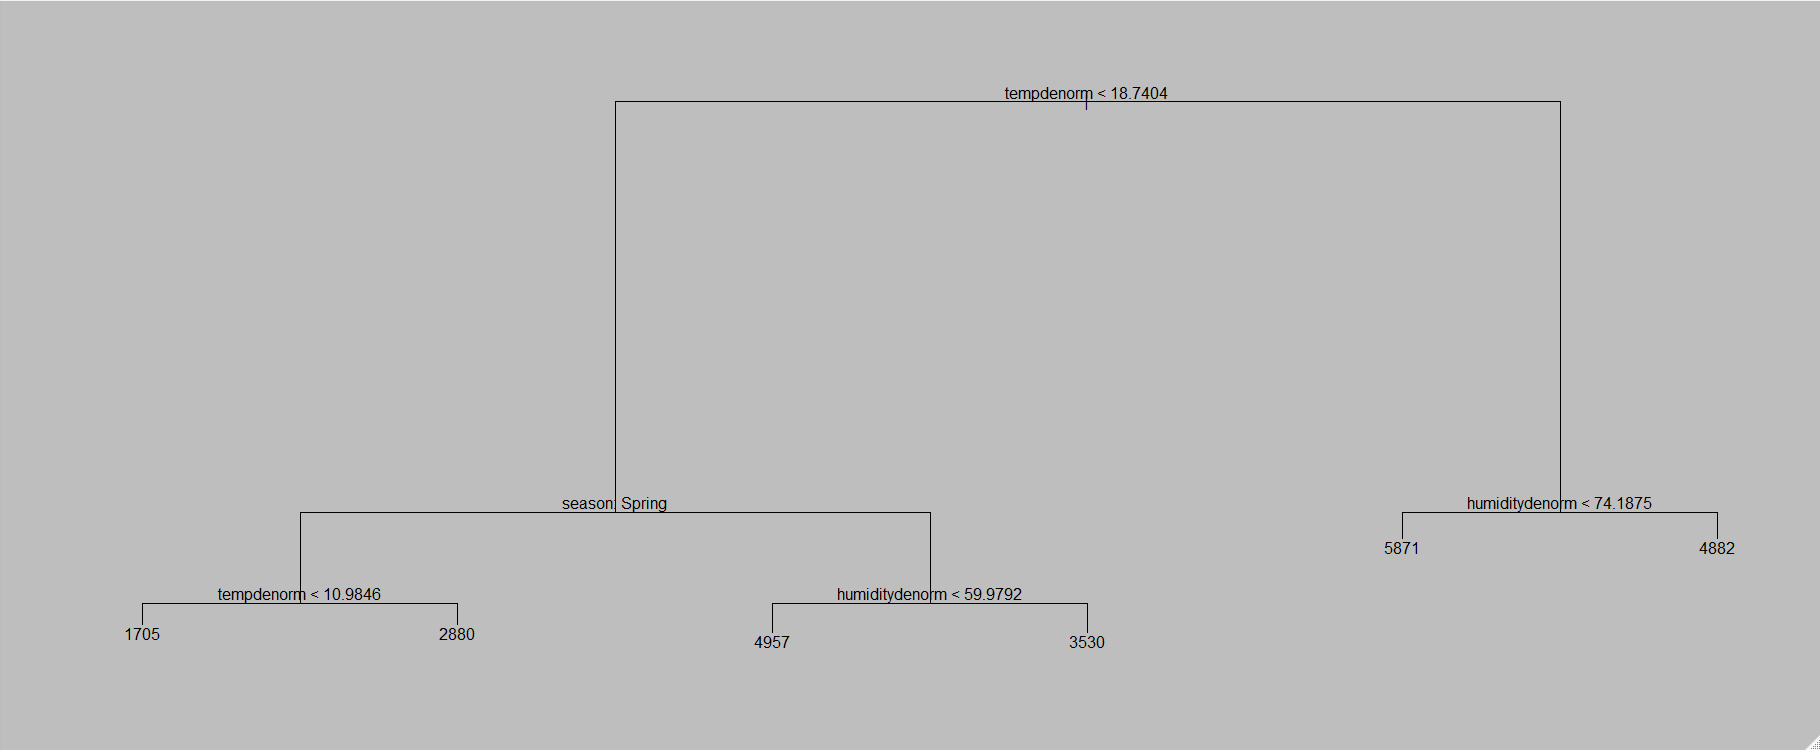 tempdenorm < 18.7404
season: Spring
humiditydenorm < 74.1875
5871
4882
tempdenorm < 10.9846
humiditydenorm < 59.9792
1705
2880
4957
3530